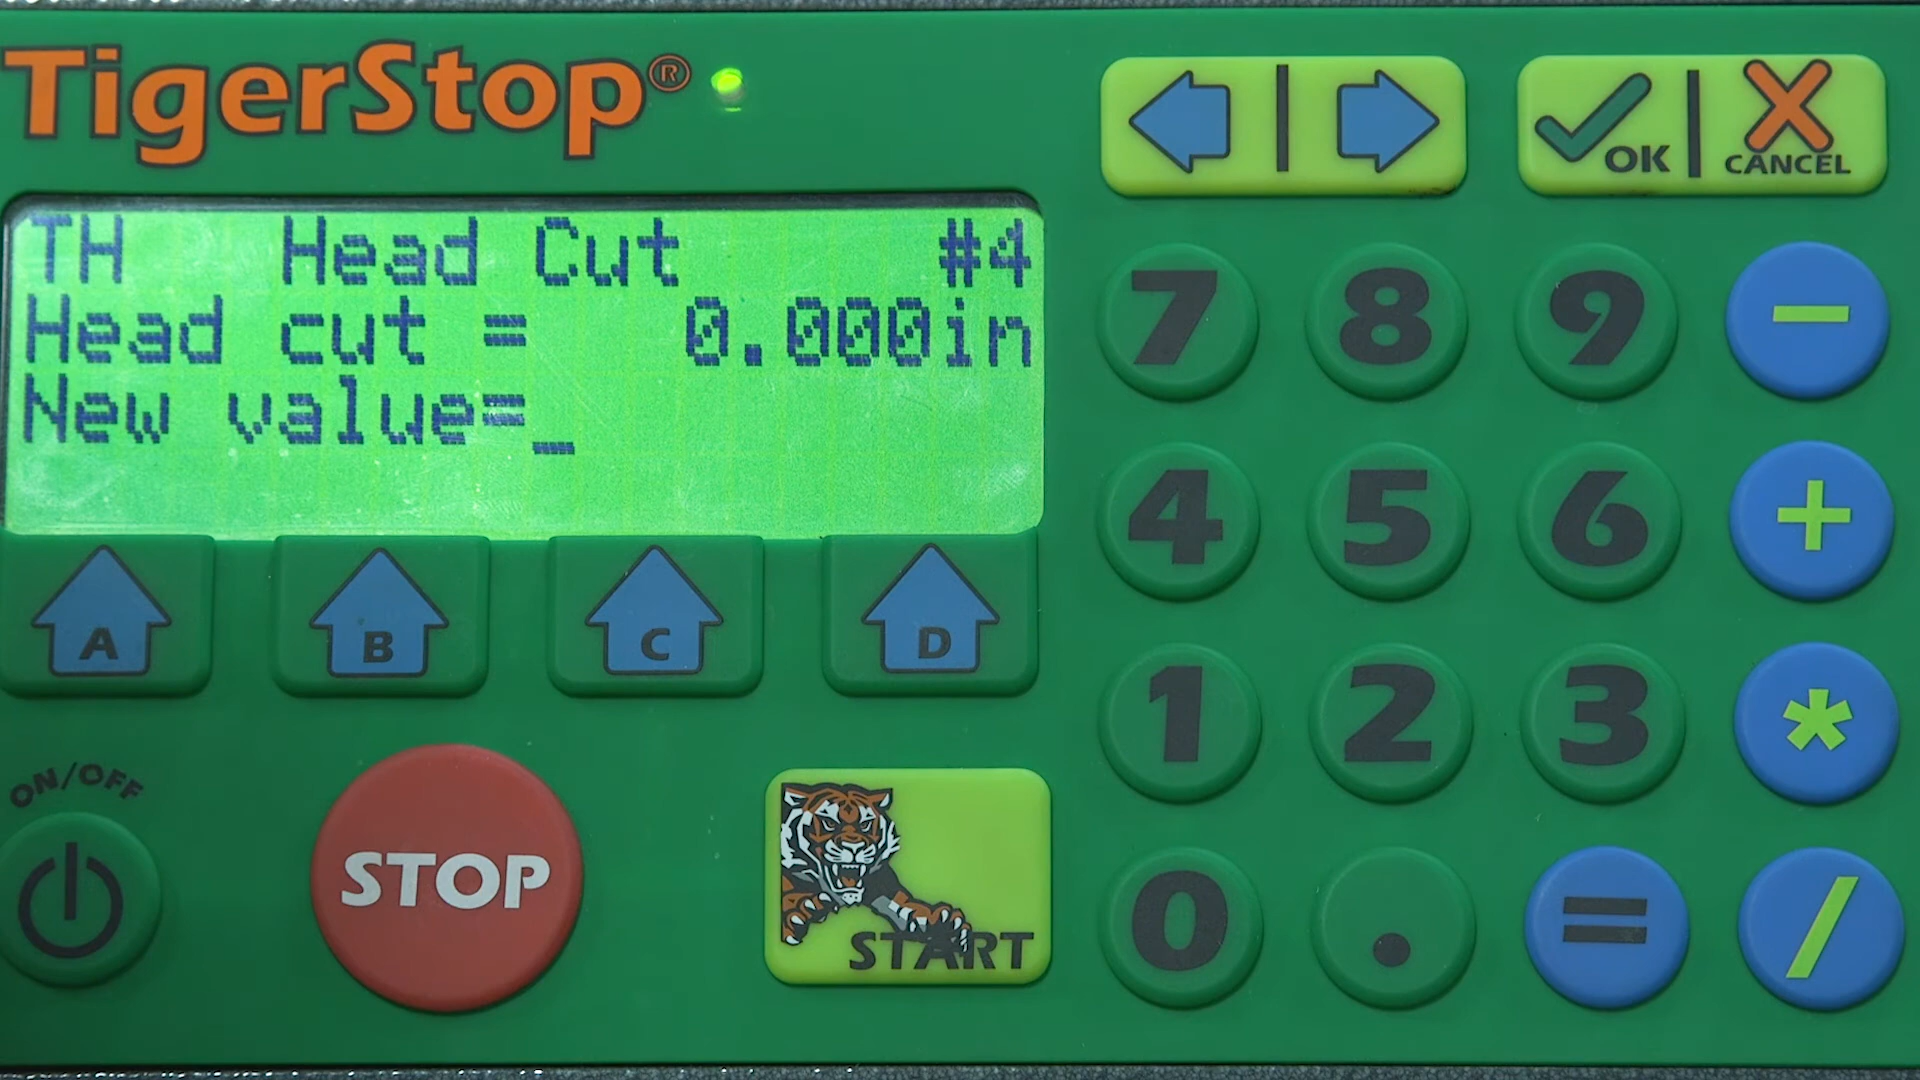 TigerStop®
OK
CANCEL
TH Head Cut #4
Head cut = 0.000in
New value=_
A B C D
7 8 9 -
4 5 6 +
1 2 3 *
0 . = /
ON/OFF
STOP
START